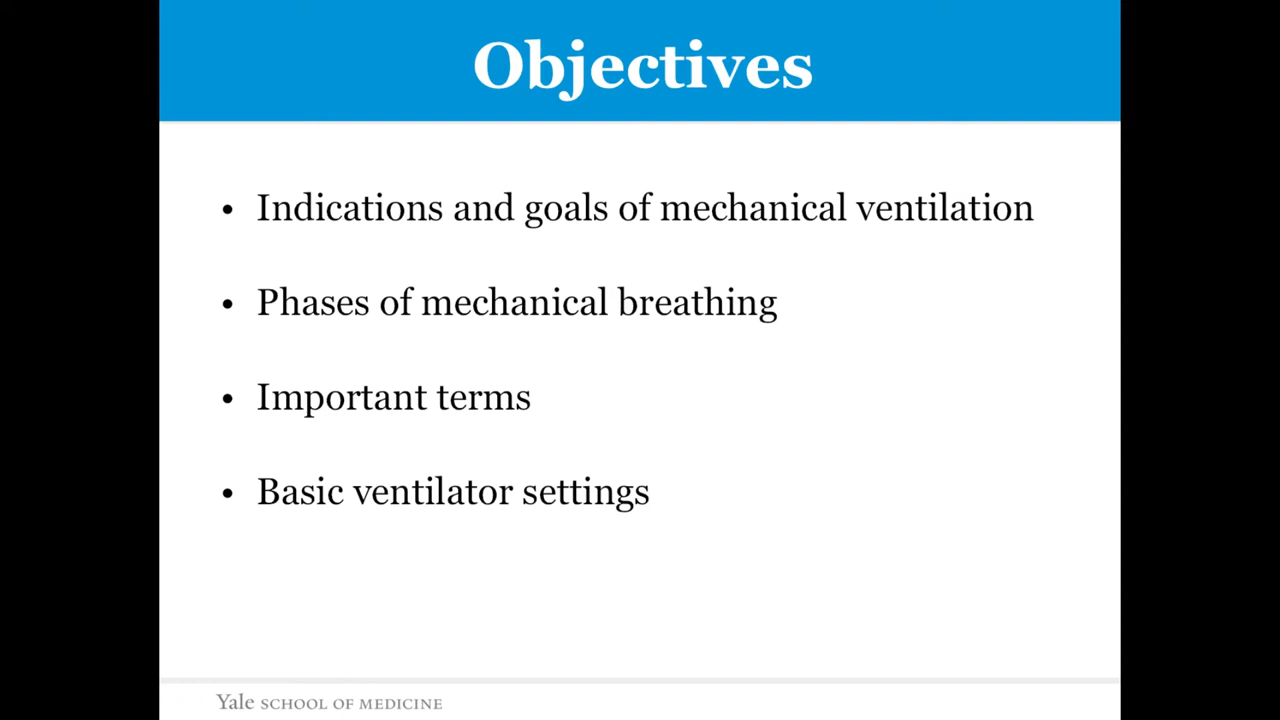 Objectives
• Indications and goals of mechanical ventilation
• Phases of mechanical breathing
• Important terms
• Basic ventilator settings
Yale SCHOOL OF MEDICINE